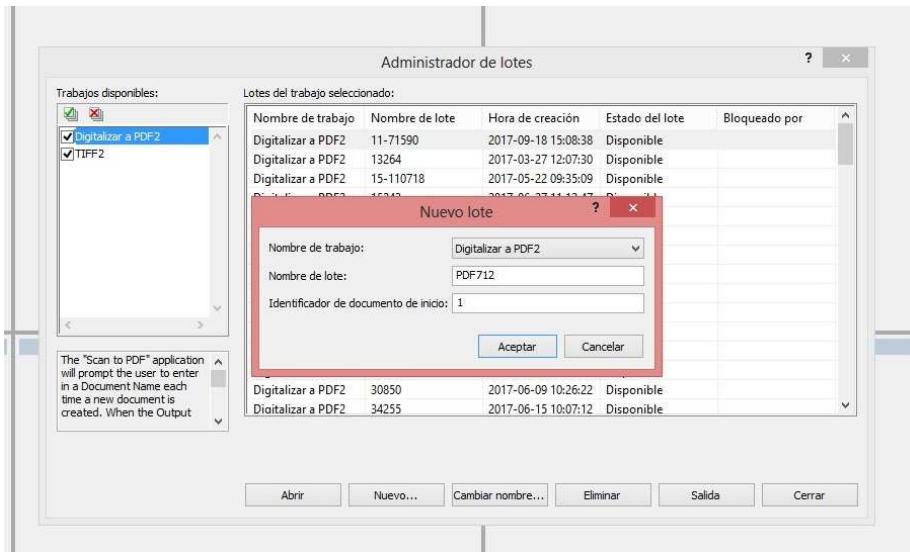 Administrador de lotes
?
Trabajos disponibles:
Digitalizar a PDF2
TIFF2
The "Scan to PDF" application
will prompt the user to enter
in a Document Name each
time a new document is
created. When the Output
Lotes del trabajo seleccionado:
Nombre de trabajo Nombre de lote Hora de creación Estado del lote Bloqueado por
Digitalizar a PDF2 11-71590 2017-09-18 15:08:38 Disponible
Digitalizar a PDF2 13264 2017-03-27 12:07:30 Disponible
Digitalizar a PDF2 15-110718 2017-05-22 09:35:09 Disponible
Nuevo lote
?
Nombre de trabajo: Digitalizar a PDF2
Nombre de lote: PDF712
Identificador de documento de inicio: 1
Aceptar Cancelar
Digitalizar a PDF2 30850 2017-06-09 10:26:22 Disponible
Digitalizar a PDF2 34255 2017-06-15 10:07:12 Disponible
Abrir Nuevo... Cambiar nombre... Eliminar Salida Cerrar